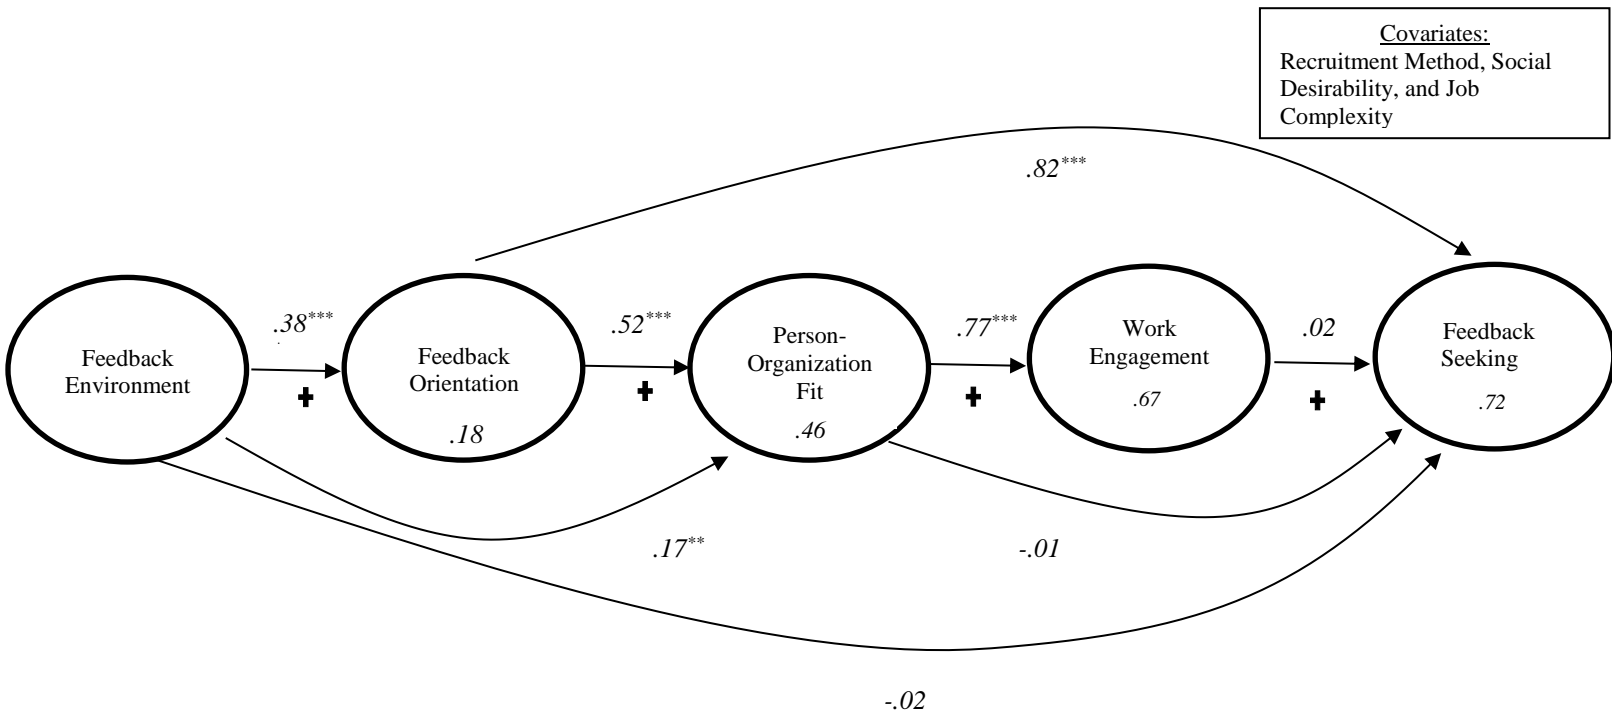 Covariates:
Recruitment Method, Social
Desirability, and Job
Complexity
.82***
.38***
.52***
.77***
.02
Feedback
Environment
Feedback
Orientation
.18
Person-
Organization
Fit
.46
Work
Engagement
.67
Feedback
Seeking
.72
+
+
+
+
.17**
-.01
-.02